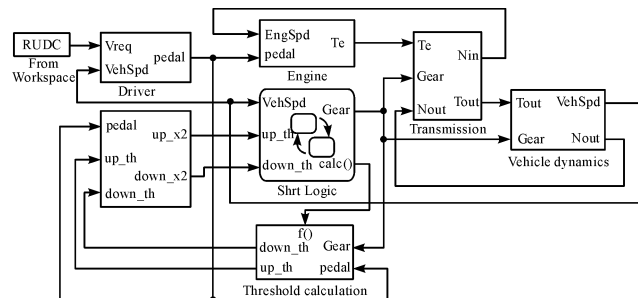 RUDC
From
Workspace
Vreq
VehSpd
pedal
Driver
EngSpd
pedal
Te
Engine
Te
Gear
Nout
Nin
Tout
Transmission
Tout
Gear
VehSpd
Nout
Vehicle dynamics
pedal
up_th
down_th
up_x2
down_x2
VehSpd
up_th
down_th
Gear
calc()
Shrt Logic
f()
down_th
up_th
Gear
pedal
Threshold calculation